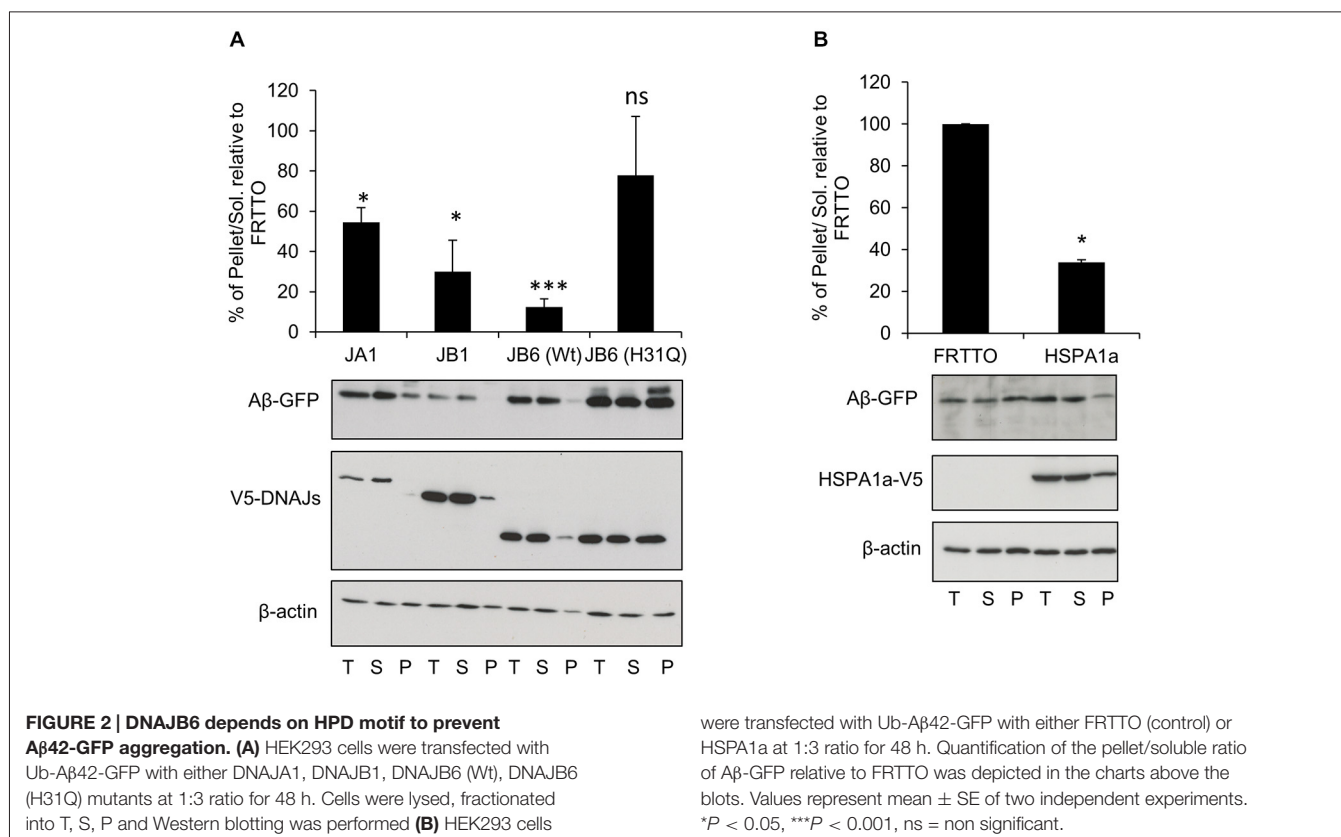 A
% of Pellet/Sol. relative to
FRTTO
120
100
80
60
40
20
0
*
*
***
ns
JA1 JB1 JB6 (Wt) JB6 (H31Q)
Aβ-GFP
V5-DNAJs
β-actin
T S P T S P T S P T S P
B
% of Pellet/ Sol. relative to
FRTTO
120
100
80
60
40
20
0
*
FRTTO HSPA1a
Aβ-GFP
HSPA1a-V5
β-actin
T S P T S P
FIGURE 2 | DNAJB6 depends on HPD motif to prevent
Aβ42-GFP aggregation. (A) HEK293 cells were transfected with
Ub-Aβ42-GFP with either DNAJA1, DNAJB1, DNAJB6 (Wt), DNAJB6
(H31Q) mutants at 1:3 ratio for 48 h. Cells were lysed, fractionated
into T, S, P and Western blotting was performed (B) HEK293 cells
were transfected with Ub-Aβ42-GFP with either FRTTO (control) or
HSPA1a at 1:3 ratio for 48 h. Quantification of the pellet/soluble ratio
of Aβ-GFP relative to FRTTO was depicted in the charts above the
blots. Values represent mean ± SE of two independent experiments.
*P < 0.05, ***P < 0.001, ns = non significant.